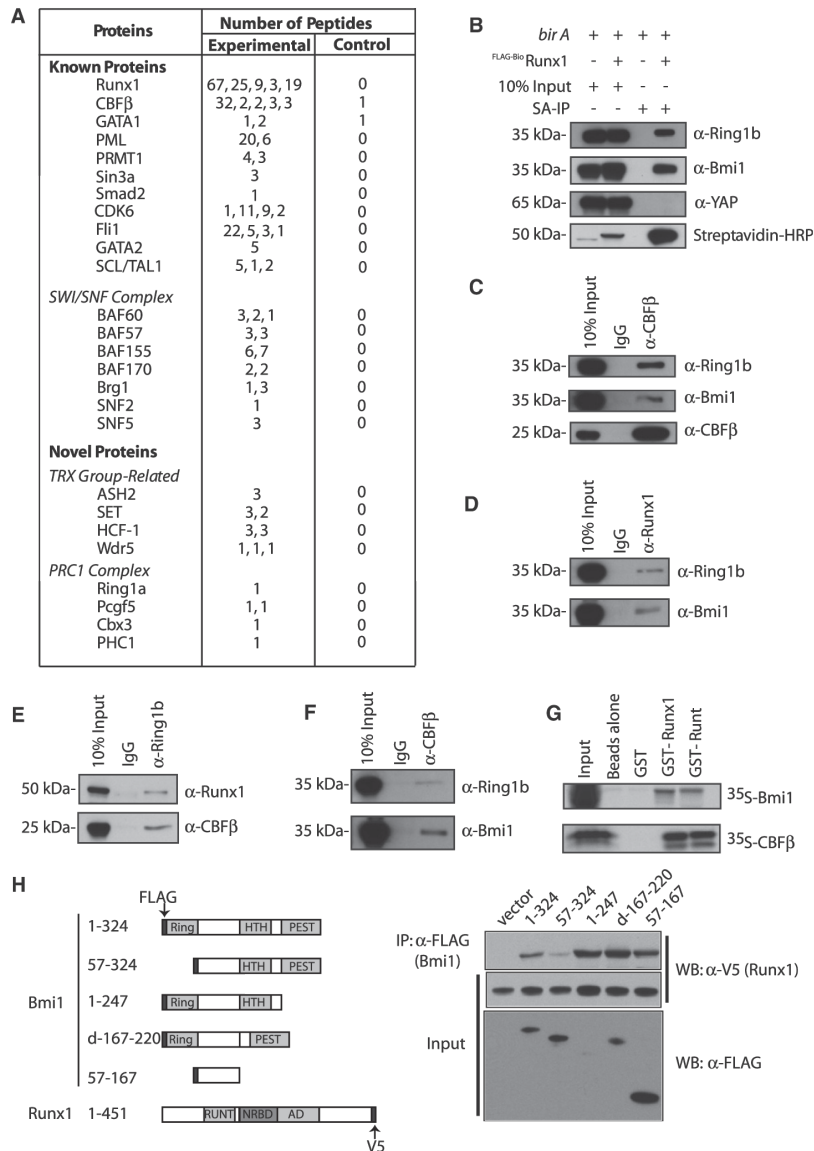 A
Proteins
Number of Peptides
Experimental Control
Known Proteins
Runx1 67, 25, 9, 3, 19 0
CBFβ 32, 2, 2, 3, 3 1
GATA1 1, 2 1
PML 20, 6 0
PRMT1 4, 3 0
Sin3a 3 0
Smad2 1 0
CDK6 1, 11, 9, 2 0
Fli1 22, 5, 3, 1 0
GATA2 5 0
SCL/TAL1 5, 1, 2 0
SWI/SNF Complex
BAF60 3, 2, 1 0
BAF57 3, 3 0
BAF155 6, 7 0
BAF170 2, 2 0
Brg1 1, 3 0
SNF2 1 0
SNF5 3 0
Novel Proteins
TRX Group-Related
ASH2 3 0
SET 3, 2 0
HCF-1 3, 3 0
Wdr5 1, 1, 1 0
PRC1 Complex
Ring1a 1 0
Pcgf5 1, 1 0
Cbx3 1 0
PHC1 1 0
B
bir A + + + +
FLAG-Bio Runx1 - + - +
10% Input + + - -
SA-IP - - + +
35 kDa- α-Ring1b
35 kDa- α-Bmi1
65 kDa- α-YAP
50 kDa- Streptavidin-HRP
C
10% Input
IgG
α-CBFβ
35 kDa- α-Ring1b
35 kDa- α-Bmi1
25 kDa- α-CBFβ
D
10% Input
IgG
α-Runx1
35 kDa- α-Ring1b
35 kDa- α-Bmi1
E
10% Input
IgG
α-Ring1b
50 kDa- α-Runx1
25 kDa- α-CBFβ
F
10% Input
IgG
α-CBFβ
35 kDa- α-Ring1b
35 kDa- α-Bmi1
G
Input
Beads alone
GST
GST- Runx1
GST- Runt
35S-Bmi1
35S-CBFβ
H
FLAG
Bmi1
1-324 Ring HTH PEST
57-324 HTH PEST
1-247 Ring HTH
d-167-220 Ring PEST
57-167
Runx1 1-451 RUNT NRBD AD
V5
vector
1-324
57-324
1-247
d-167-220
57-167
IP: α-FLAG
(Bmi1)
WB: α-V5 (Runx1)
Input
WB: α-FLAG